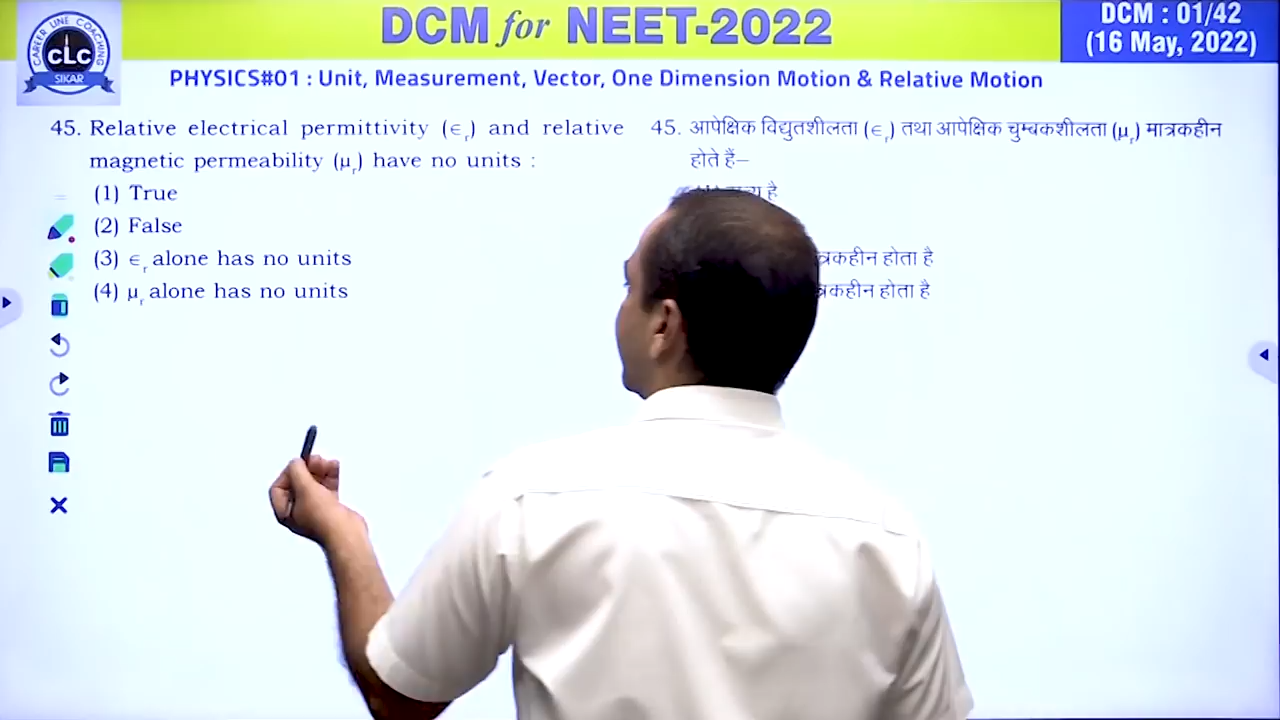 DCM for NEET-2022
DCM : 01/42
(16 May, 2022)
CAREER LINE COACHING
CLC
SIKAR
PHYSICS#01 : Unit, Measurement, Vector, One Dimension Motion & Relative Motion
45. Relative electrical permittivity (∈r) and relative
magnetic permeability (μr) have no units :
(1) True
(2) False
(3) ∈r alone has no units
(4) μr alone has no units
45. आपेक्षिक विद्युतशीलता (∈r) तथा आपेक्षिक चुम्बकशीलता (μr) मात्रकहीन
होते हैं–
है
होता है
होता है